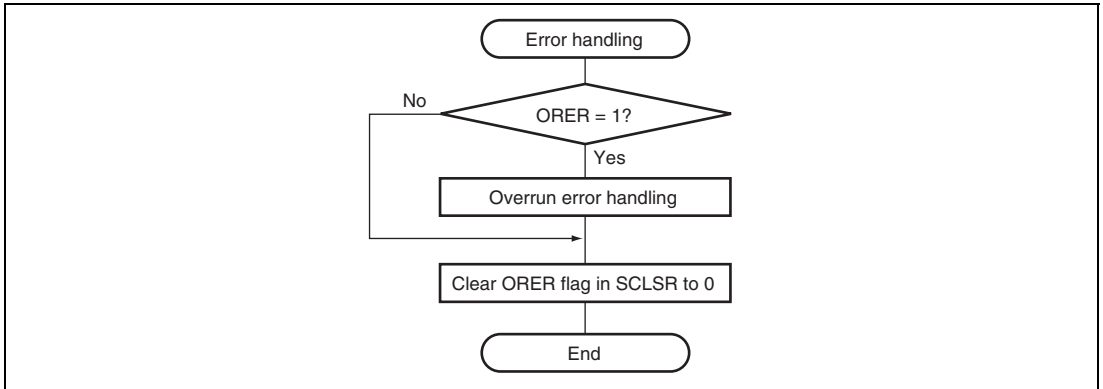 Error handling
No
ORER = 1?
Yes
Overrun error handling
Clear ORER flag in SCLSR to 0
End